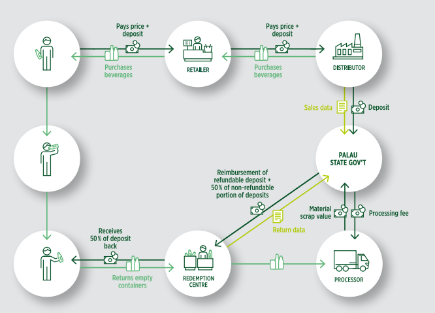 Pays price +
deposit
Pays price +
deposit
RETAILER
DISTRIBUTOR
Purchases
beverages
Purchases
beverages
Sales data
Deposit
PALAU
STATE GOV'T
Reimbursement of
refundable deposit +
50% of non-refundable
portion of deposits
Material
scrap value
Processing fee
Return data
Receives
50% of deposit
back
Returns empty
containers
REDEMPTION
CENTRE
PROCESSOR